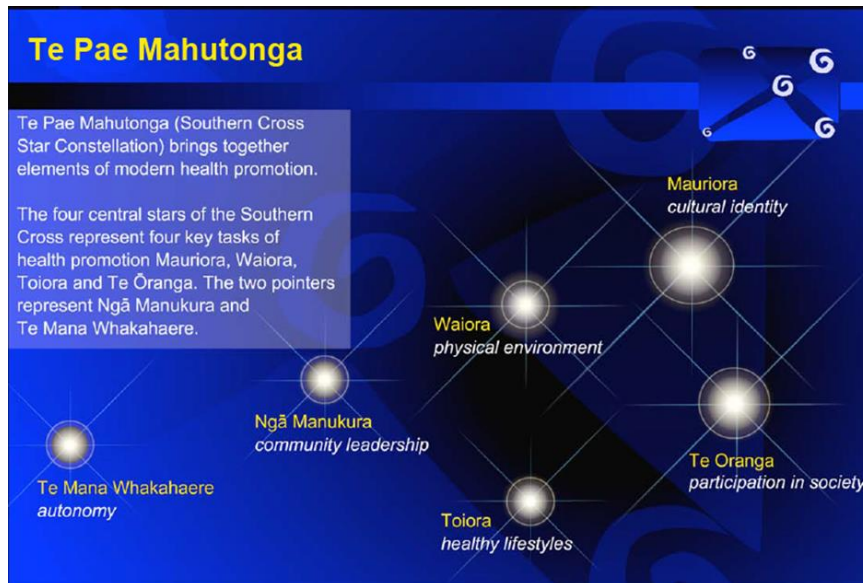 Te Pae Mahutonga
Te Pae Mahutonga (Southern Cross
Star Constellation) brings together
elements of modern health promotion.
The four central stars of the Southern
Cross represent four key tasks of
health promotion Mauriora, Waiora,
Toiora and Te Ōranga. The two pointers
represent Ngā Manukura and
Te Mana Whakahaere.
Mauriora
cultural identity
Waiora
physical environment
Ngā Manukura
community leadership
Te Oranga
participation in society
Te Mana Whakahaere
autonomy
Toiora
healthy lifestyles